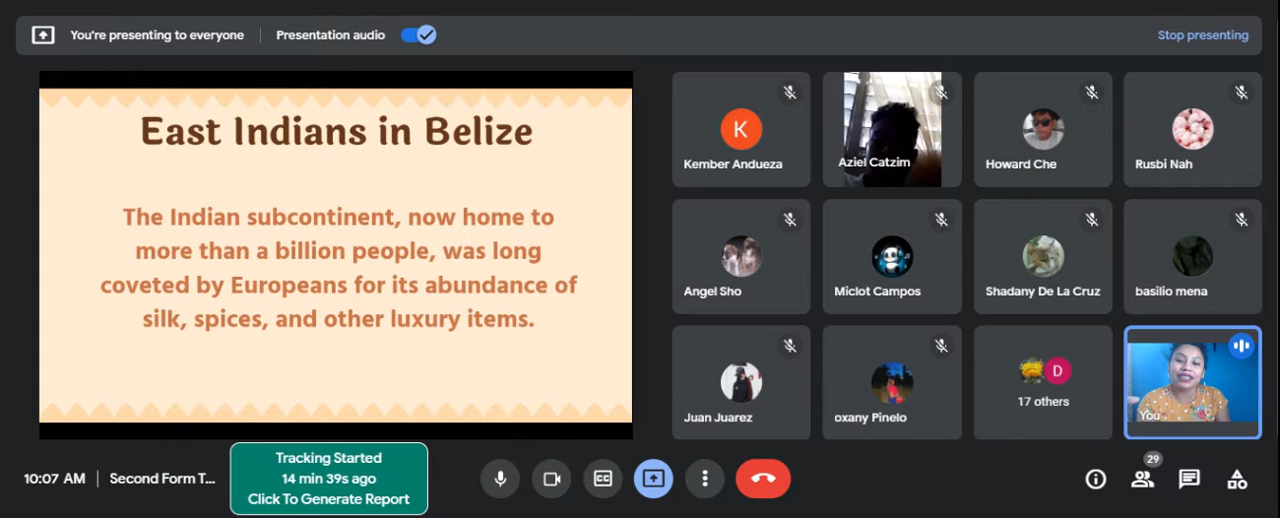 You're presenting to everyone
Presentation audio
Stop presenting
East Indians in Belize
The Indian subcontinent, now home to
more than a billion people, was long
coveted by Europeans for its abundance of
silk, spices, and other luxury items.
K
Kember Andueza
Aziel Catzim
Howard Che
Rusbi Nah
Angel Sho
Miclot Campos
Shadany De La Cruz
basilio mena
Juan Juarez
oxany Pinelo
D
17 others
You
10:07 AM
Second Form T...
Tracking Started
14 min 39s ago
Click To Generate Report
CC
29